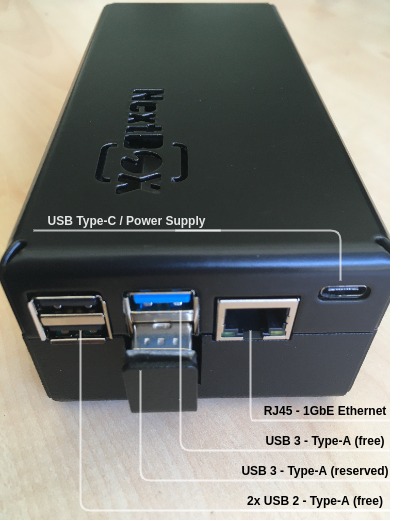 NEXTBOX
USB Type-C / Power Supply
RJ45 - 1GbE Ethernet
USB 3 - Type-A (free)
USB 3 - Type-A (reserved)
2x USB 2 - Type-A (free)